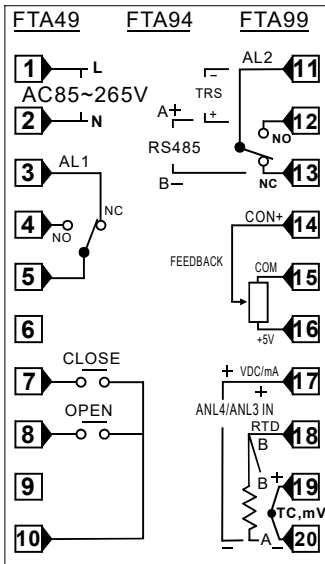 FTA49 FTA94 FTA99
1 L AL2 11
AC85~265V TRS − +
2 N A+ NO 12
RS485
3 AL1 B− NC 13
4 NO NC CON+ 14
FEEDBACK
5 COM 15
6 +5V 16
CLOSE
7 + VDC/mA 17
OPEN + ANL4/ANL3 IN
8 RTD 18
B
9 B + 19
TC,mV
10 − A − 20